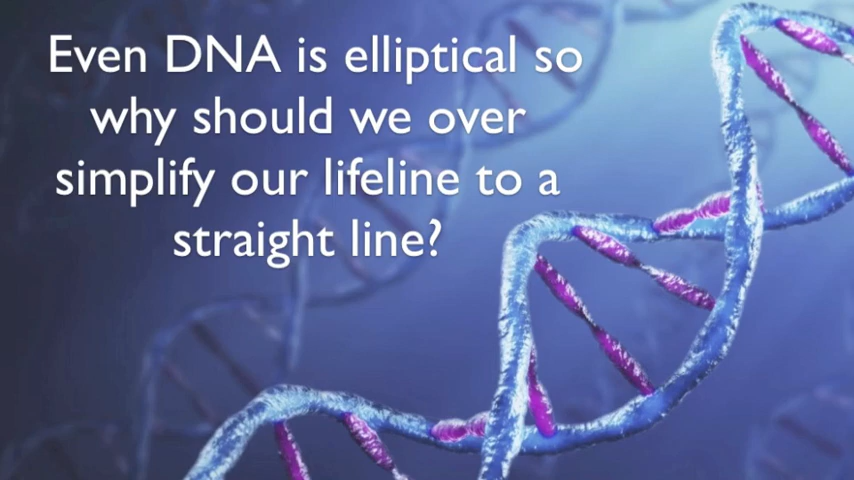 Even DNA is elliptical so
why should we over
simplify our lifeline to a
straight line?